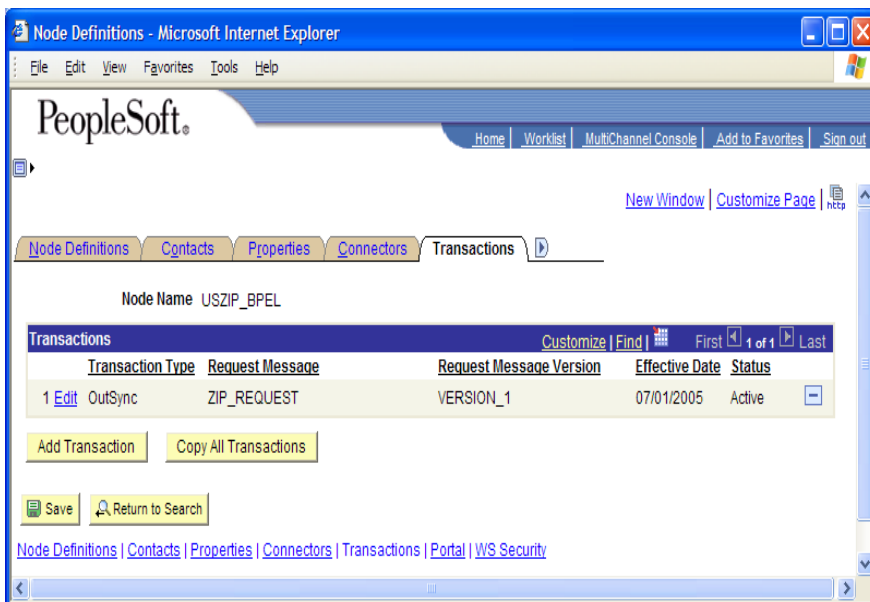 Node Definitions - Microsoft Internet Explorer
File Edit View Favorites Tools Help
PeopleSoft®
Home | Worklist | MultiChannel Console | Add to Favorites | Sign out
New Window | Customize Page | http
Node Definitions Contacts Properties Connectors Transactions
Node Name USZIP_BPEL
Transactions Customize | Find | First 1 of 1 Last
Transaction Type Request Message Request Message Version Effective Date Status
1 Edit OutSync ZIP_REQUEST VERSION_1 07/01/2005 Active
Add Transaction Copy All Transactions
Save Return to Search
Node Definitions | Contacts | Properties | Connectors | Transactions | Portal | WS Security